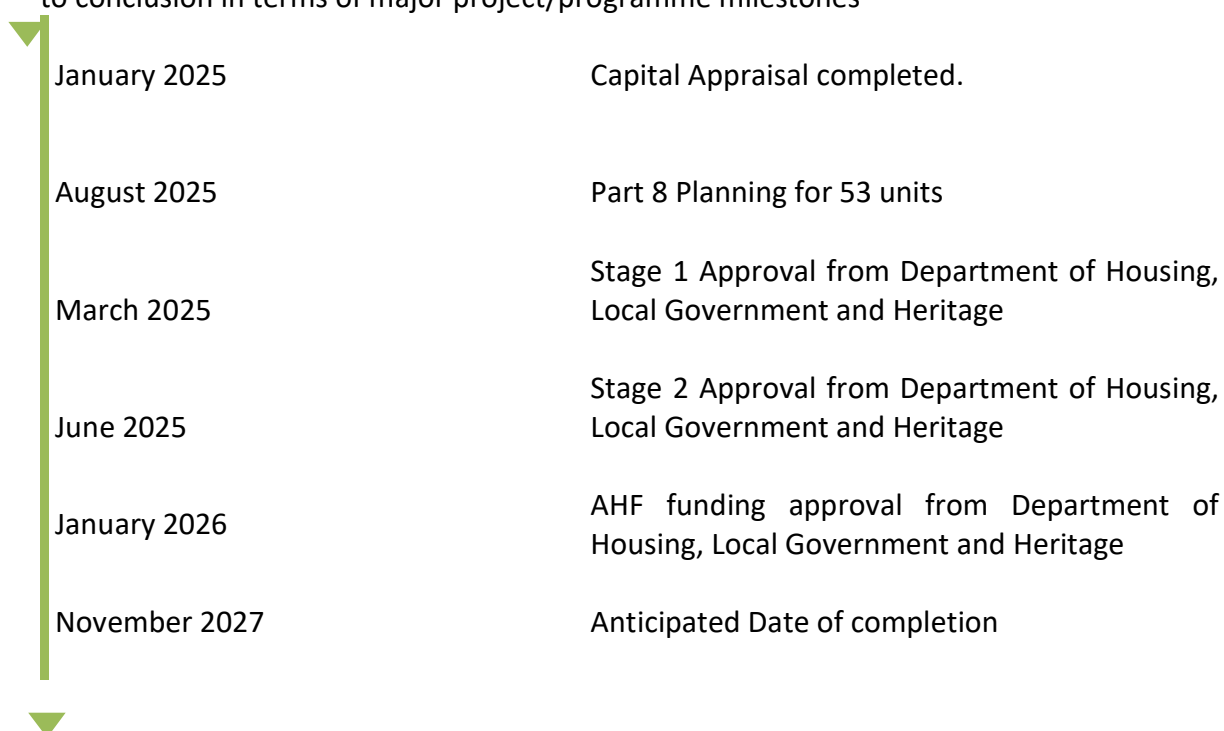 to conclusion in terms of major project/programme milestones
January 2025 Capital Appraisal completed.
August 2025 Part 8 Planning for 53 units
Stage 1 Approval from Department of Housing,
March 2025 Local Government and Heritage
Stage 2 Approval from Department of Housing,
June 2025 Local Government and Heritage
January 2026
AHF funding approval from Department of
Housing, Local Government and Heritage
November 2027 Anticipated Date of completion